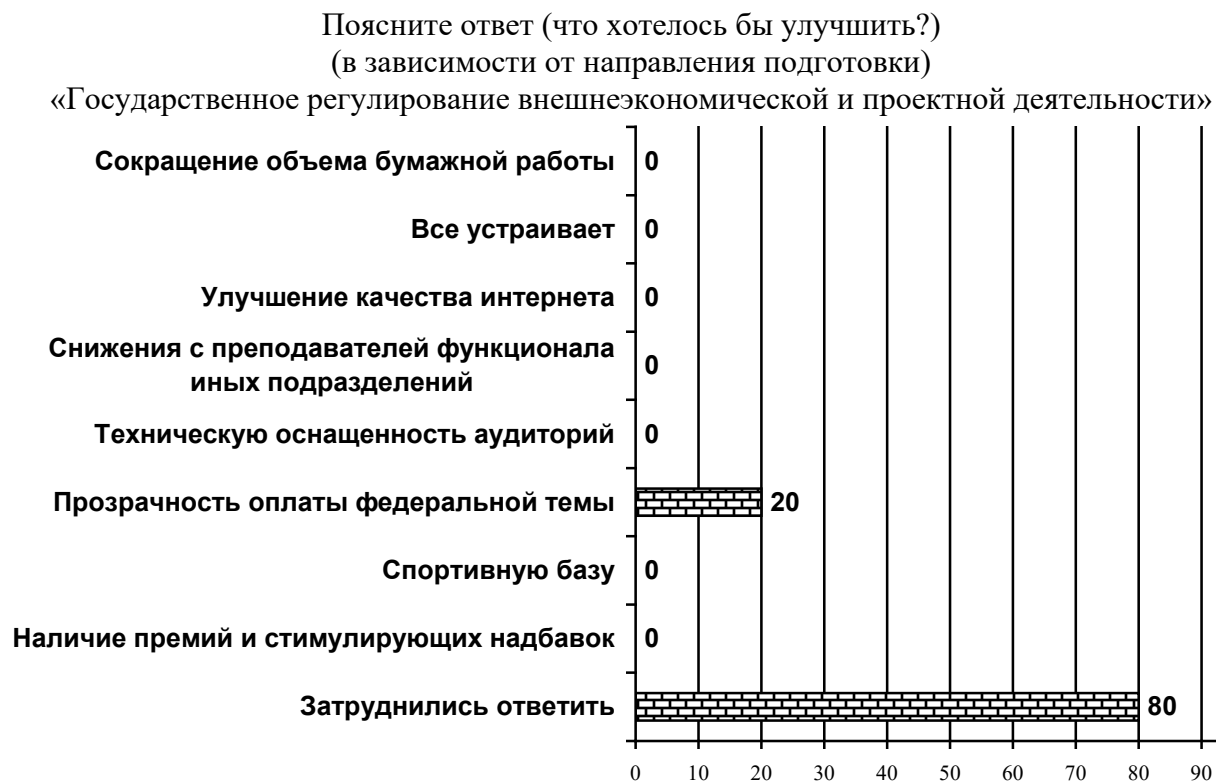 Поясните ответ (что хотелось бы улучшить?)
(в зависимости от направления подготовки)
«Государственное регулирование внешнеэкономической и проектной деятельности»
Сокращение объема бумажной работы 0
Все устраивает 0
Улучшение качества интернета 0
Снижения с преподавателей функционала
иных подразделений 0
Техническую оснащенность аудиторий 0
Прозрачность оплаты федеральной темы 20
Спортивную базу 0
Наличие премий и стимулирующих надбавок 0
Затруднились ответить 80
0 10 20 30 40 50 60 70 80 90